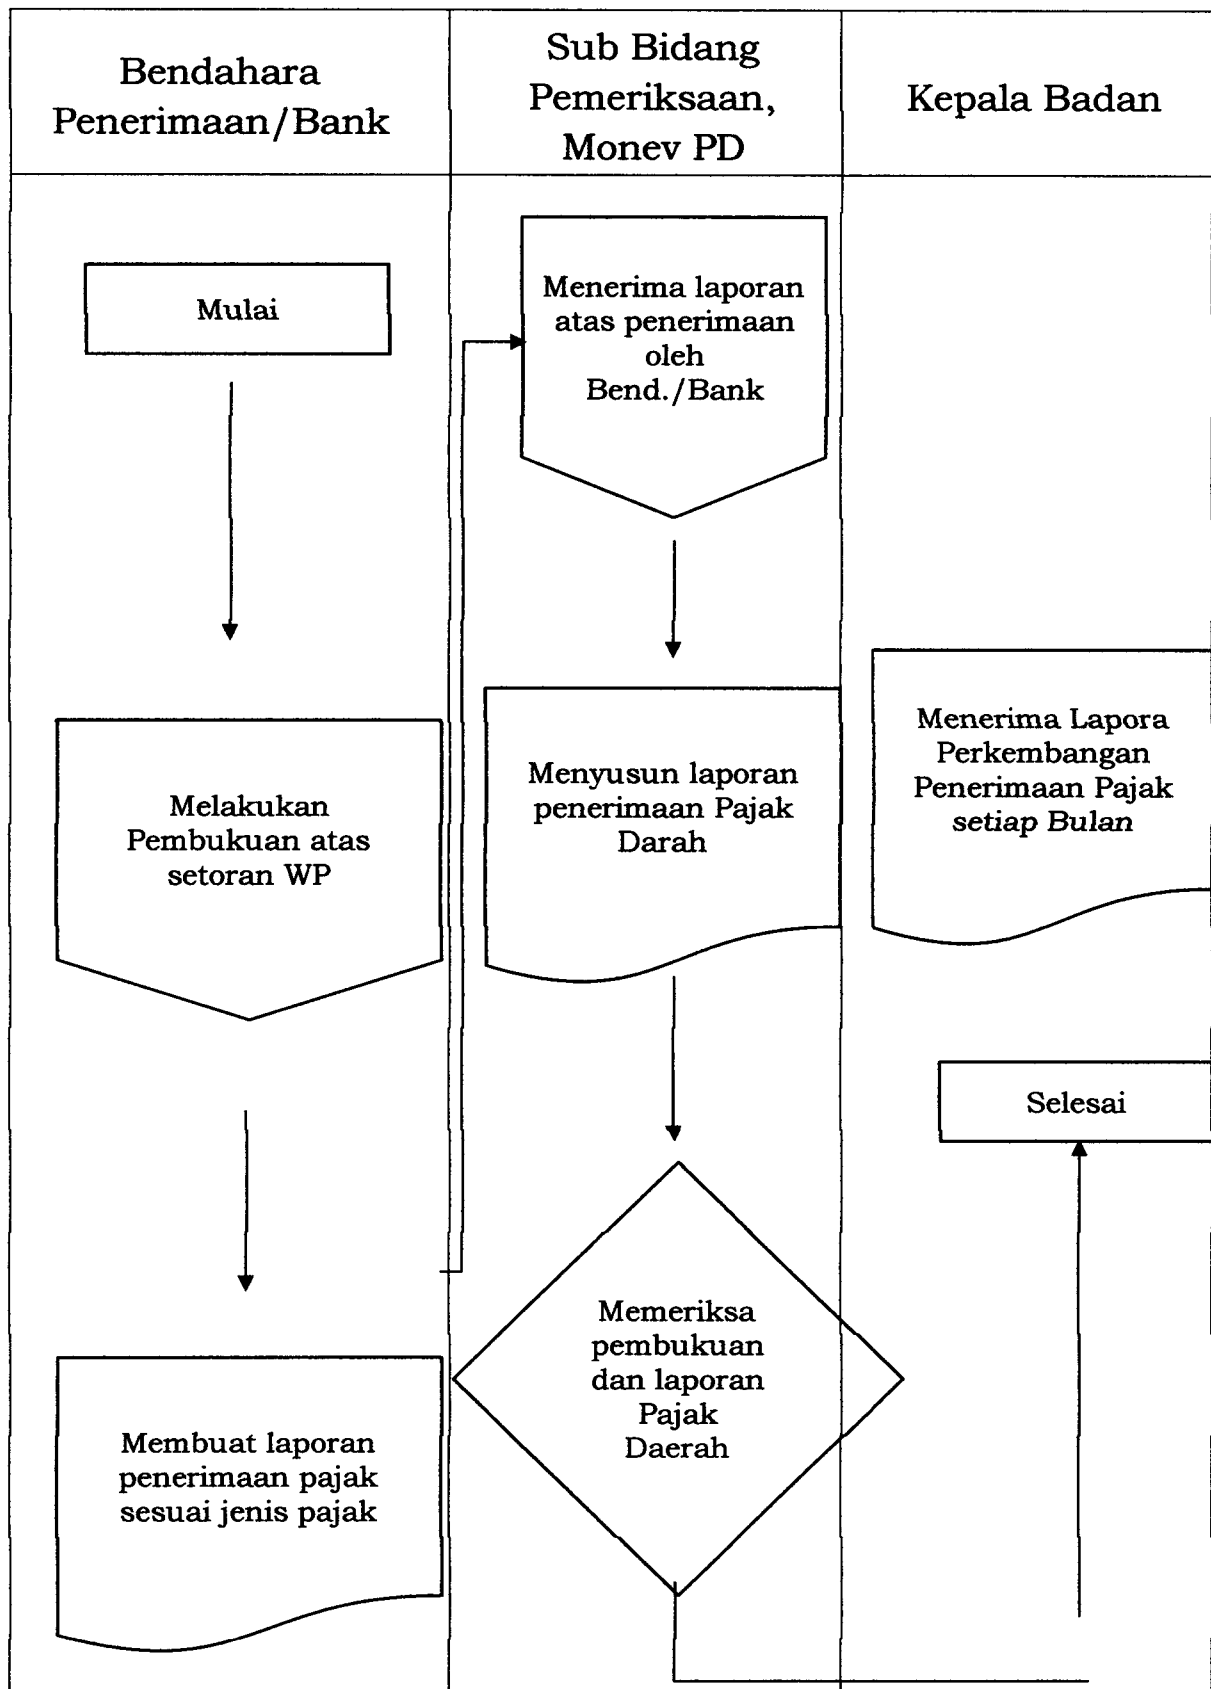 Bendahara
Penerimaan/Bank
Sub Bidang
Pemeriksaan,
Monev PD
Kepala Badan
Mulai
Melakukan
Pembukuan atas
setoran WP
Membuat laporan
penerimaan pajak
sesuai jenis pajak
Menerima laporan
atas penerimaan
oleh
Bend./Bank
Menyusun laporan
penerimaan Pajak
Darah
Memeriksa
pembukuan
dan laporan
Pajak
Daerah
Menerima Lapora
Perkembangan
Penerimaan Pajak
setiap Bulan
Selesai